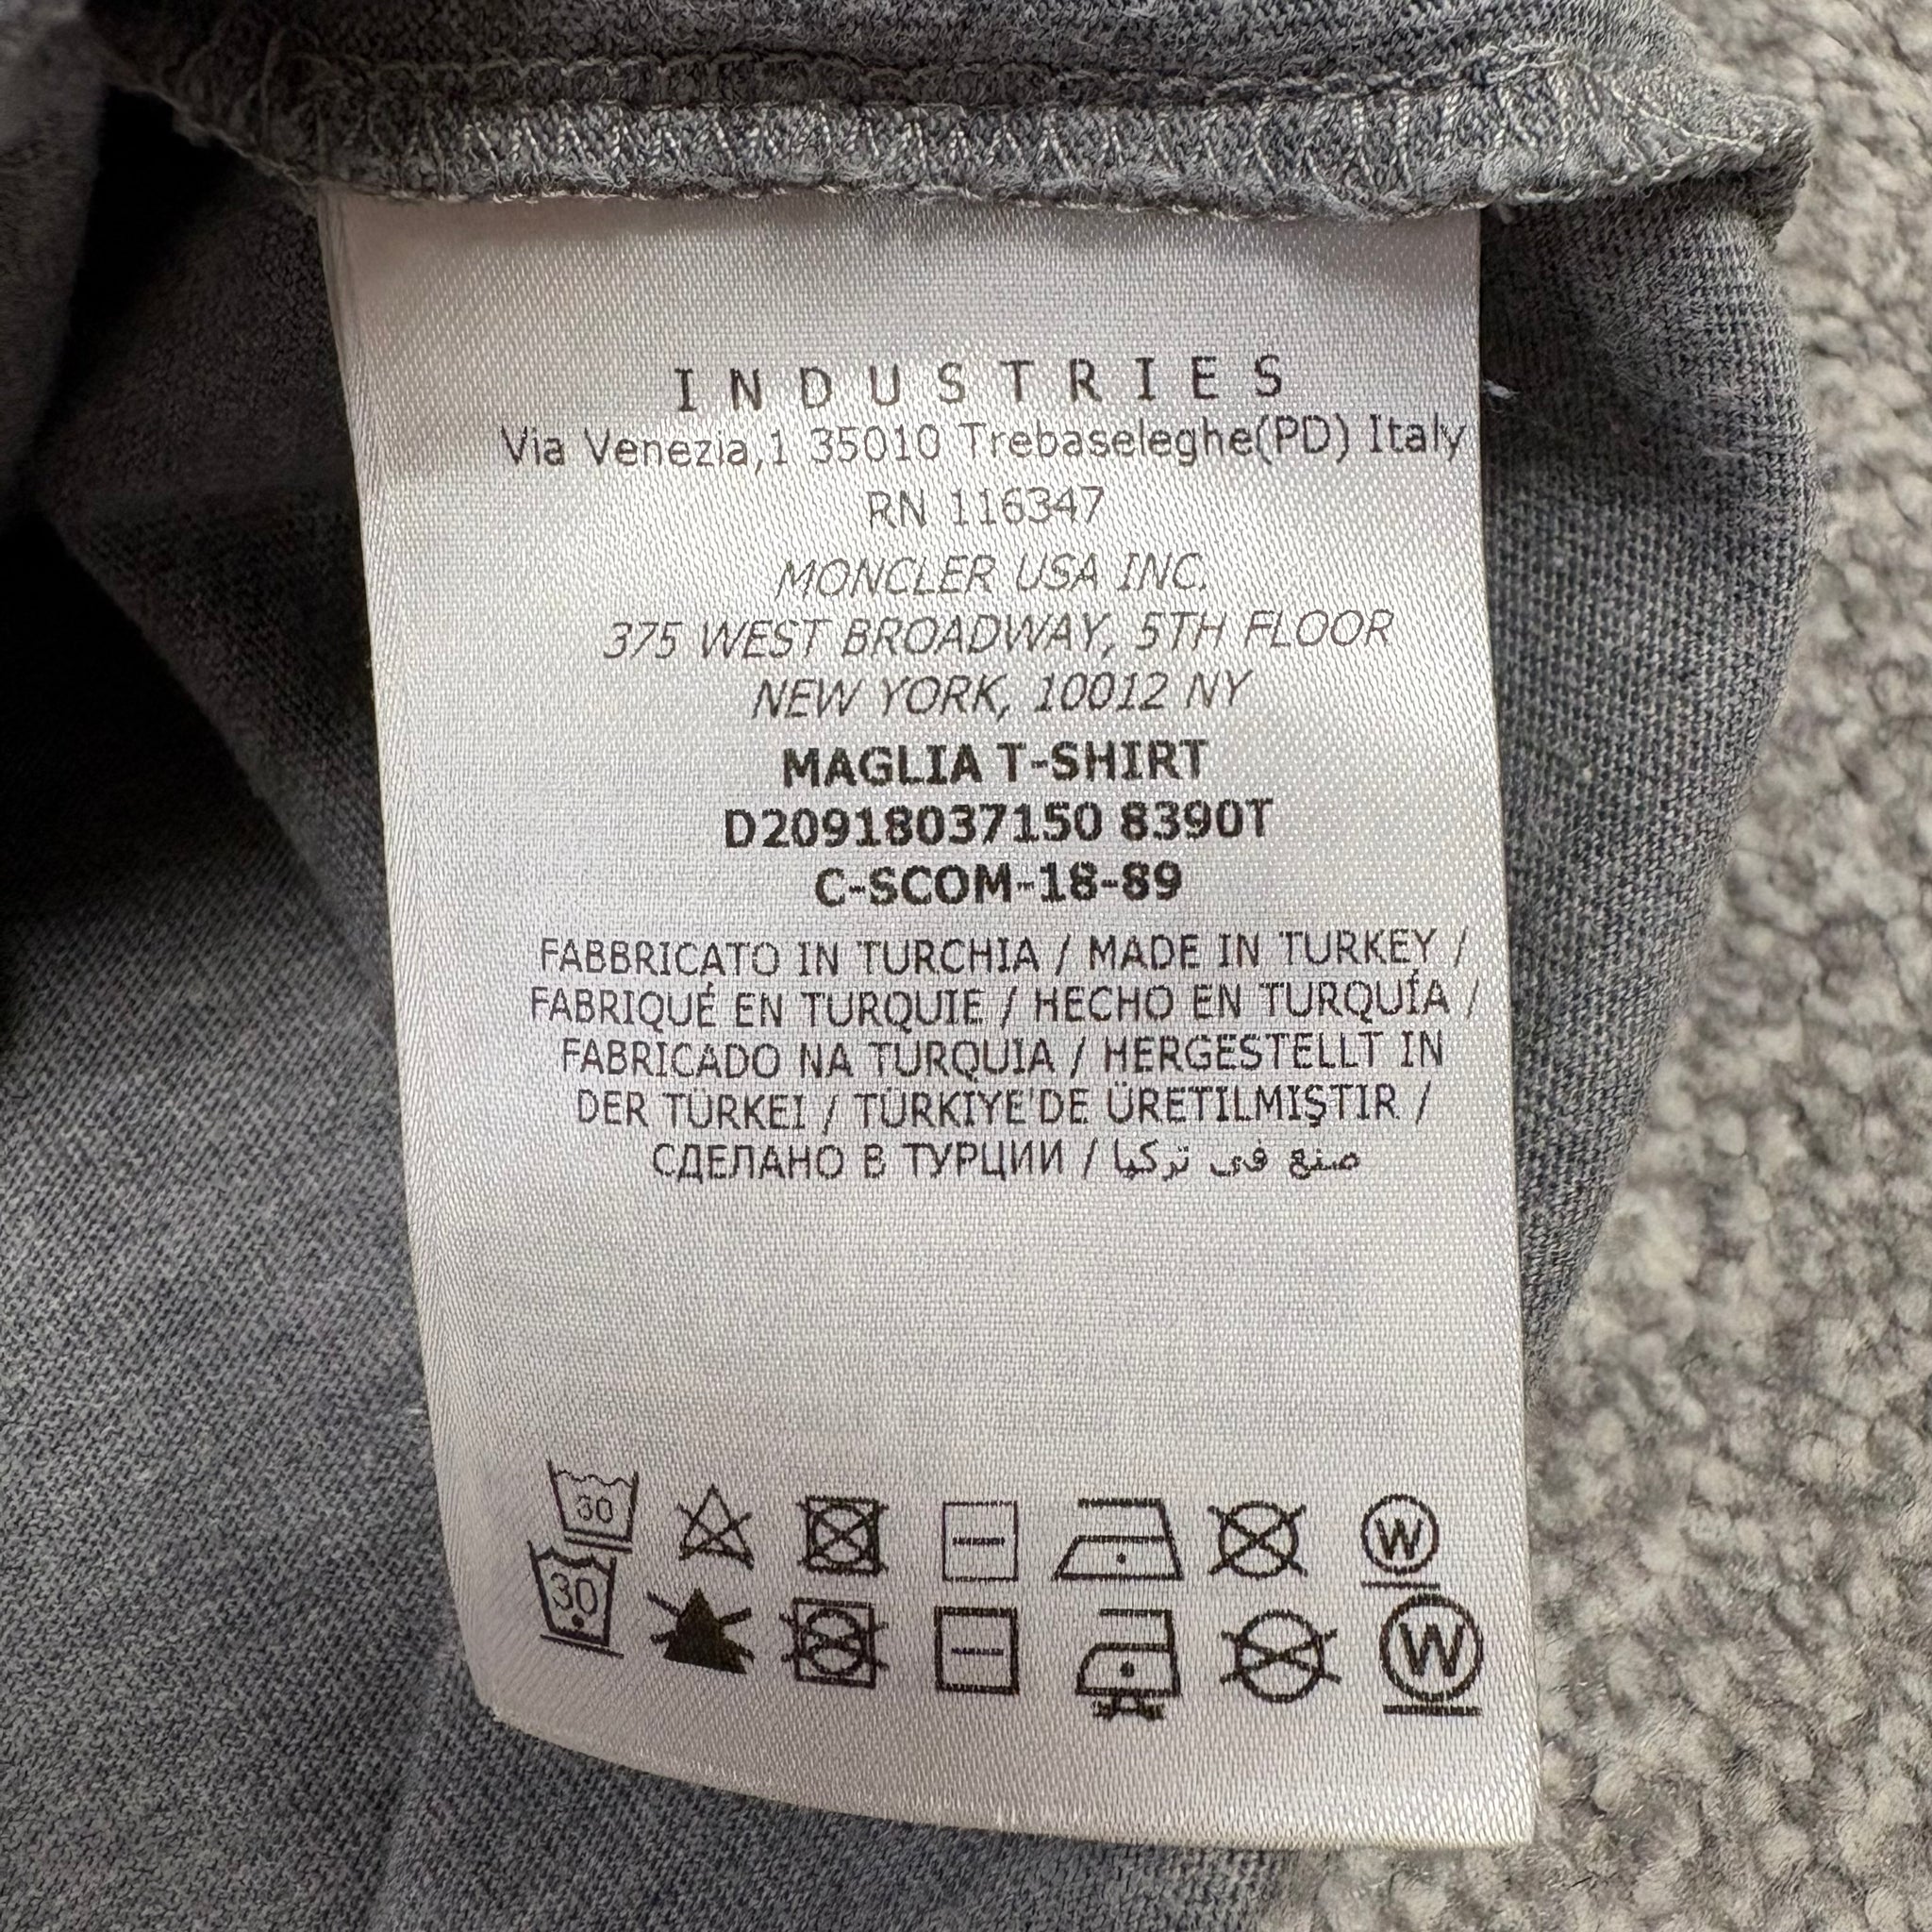 INDUSTRIES
Via Venezia,1 35010 Trebaseleghe(PD) Italy
RN 116347
MONCLER USA INC.
375 WEST BROADWAY, 5TH FLOOR
NEW YORK, 10012 NY
MAGLIA T-SHIRT
D20918037150 8390T
C-SCOM-18-89
FABBRICATO IN TURCHIA / MADE IN TURKEY /
FABRIQUÉ EN TURQUIE / HECHO EN TURQUÍA /
FABRICADO NA TURQUIA / HERGESTELLT IN
DER TÜRKEI / TÜRKIYE'DE ÜRETILMIŞTIR /
СДЕЛАНО В ТУРЦИИ / صنع في تركيا
30 W
30 W